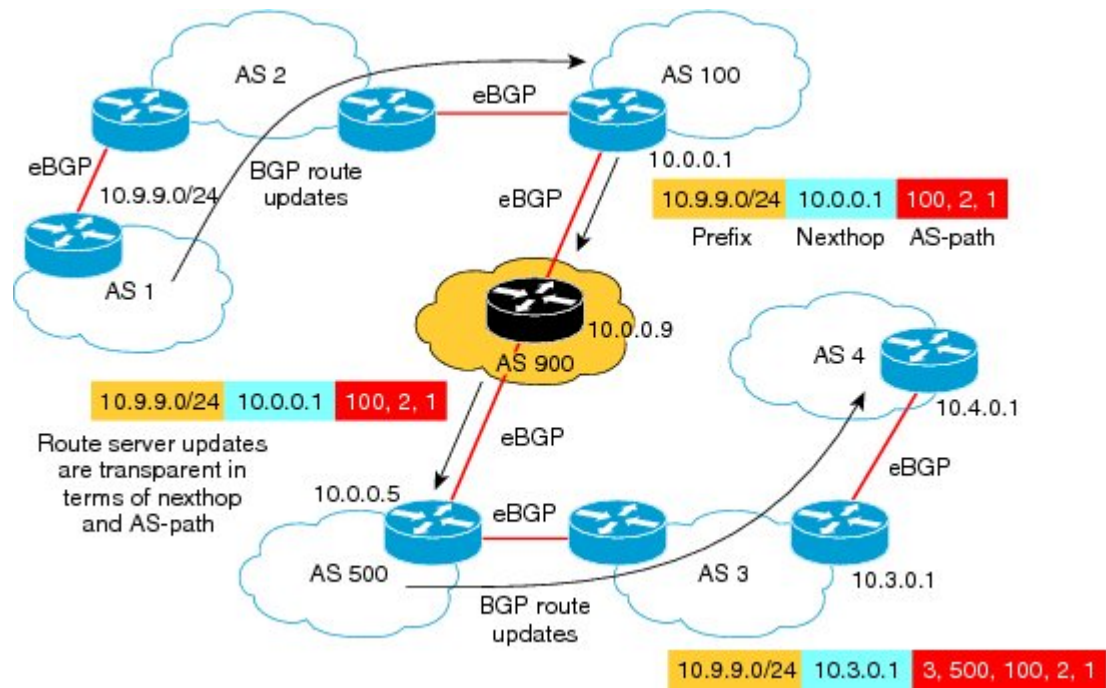 AS 2
AS 100
eBGP
eBGP
10.9.9.0/24
BGP route
updates
10.0.0.1
eBGP
10.9.9.0/24 10.0.0.1 100, 2, 1
Prefix Nexthop AS-path
AS 1
10.0.0.9
AS 900
AS 4
10.9.9.0/24 10.0.0.1 100, 2, 1
10.4.0.1
Route server updates
are transparent in
terms of nexthop
and AS-path
eBGP
eBGP
10.0.0.5
eBGP
AS 500
AS 3
10.3.0.1
BGP route
updates
10.9.9.0/24 10.3.0.1 3, 500, 100, 2, 1